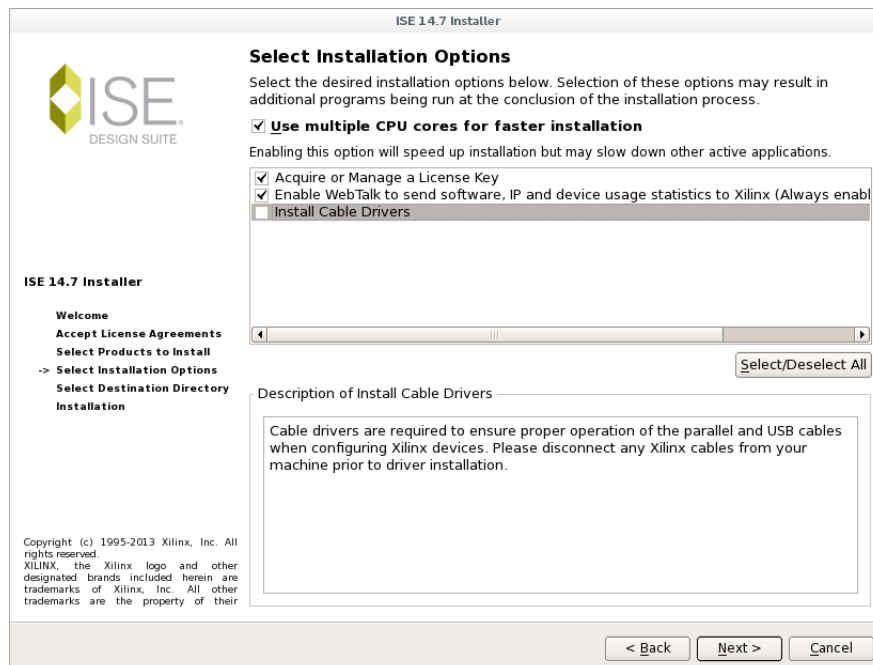 ISE 14.7 Installer
ISE.
DESIGN SUITE
ISE 14.7 Installer
Welcome
Accept License Agreements
Select Products to Install
-> Select Installation Options
Select Destination Directory
Installation
Copyright (c) 1995-2013 Xilinx, Inc. All
rights reserved.
XILINX, the Xilinx logo and other
designated brands included herein are
trademarks of Xilinx, Inc. All other
trademarks are the property of their
Select Installation Options
Select the desired installation options below. Selection of these options may result in
additional programs being run at the conclusion of the installation process.
Use multiple CPU cores for faster installation
Enabling this option will speed up installation but may slow down other active applications.
Acquire or Manage a License Key
Enable WebTalk to send software, IP and device usage statistics to Xilinx (Always enabl
Install Cable Drivers
Select/Deselect All
Description of Install Cable Drivers
Cable drivers are required to ensure proper operation of the parallel and USB cables
when configuring Xilinx devices. Please disconnect any Xilinx cables from your
machine prior to driver installation.
< Back
Next >
Cancel